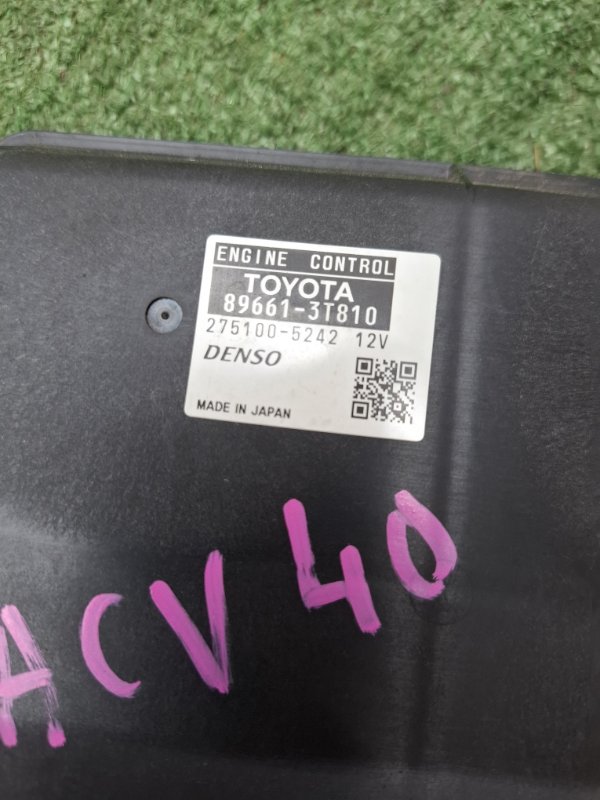 ENGINE CONTROL
TOYOTA
89661-3T810
275100-5242 12V
DENSO
MADE IN JAPAN
ACV40